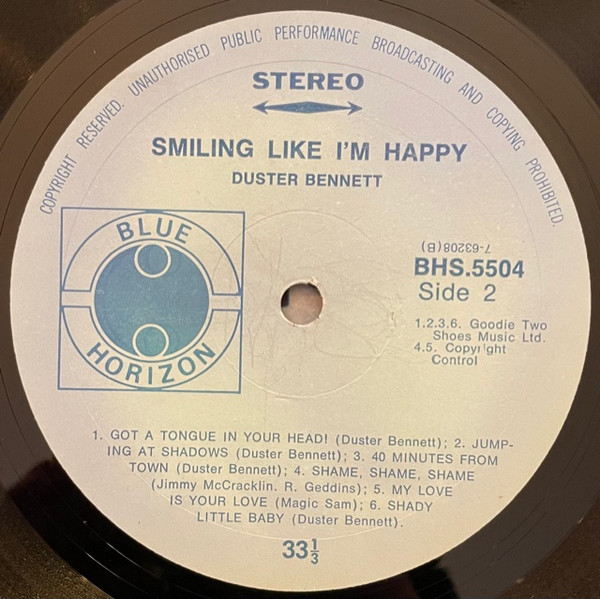 COPYRIGHT RESERVED. UNAUTHORISED PUBLIC PERFORMANCE BROADCASTING AND COPYING PROHIBITED.
STEREO
SMILING LIKE I'M HAPPY
DUSTER BENNETT
BLUE
HORIZON
7-63208(B)
BHS.5504
Side 2
1.2.3.6. Goodie Two
Shoes Music Ltd.
4.5. Copyright
Control
1. GOT A TONGUE IN YOUR HEAD! (Duster Bennett); 2. JUMP-
ING AT SHADOWS (Duster Bennett); 3. 40 MINUTES FROM
TOWN (Duster Bennett); 4. SHAME, SHAME, SHAME
(Jimmy McCracklin. R. Geddins); 5. MY LOVE
IS YOUR LOVE (Magic Sam); 6. SHADY
LITTLE BABY (Duster Bennett).
33⅓